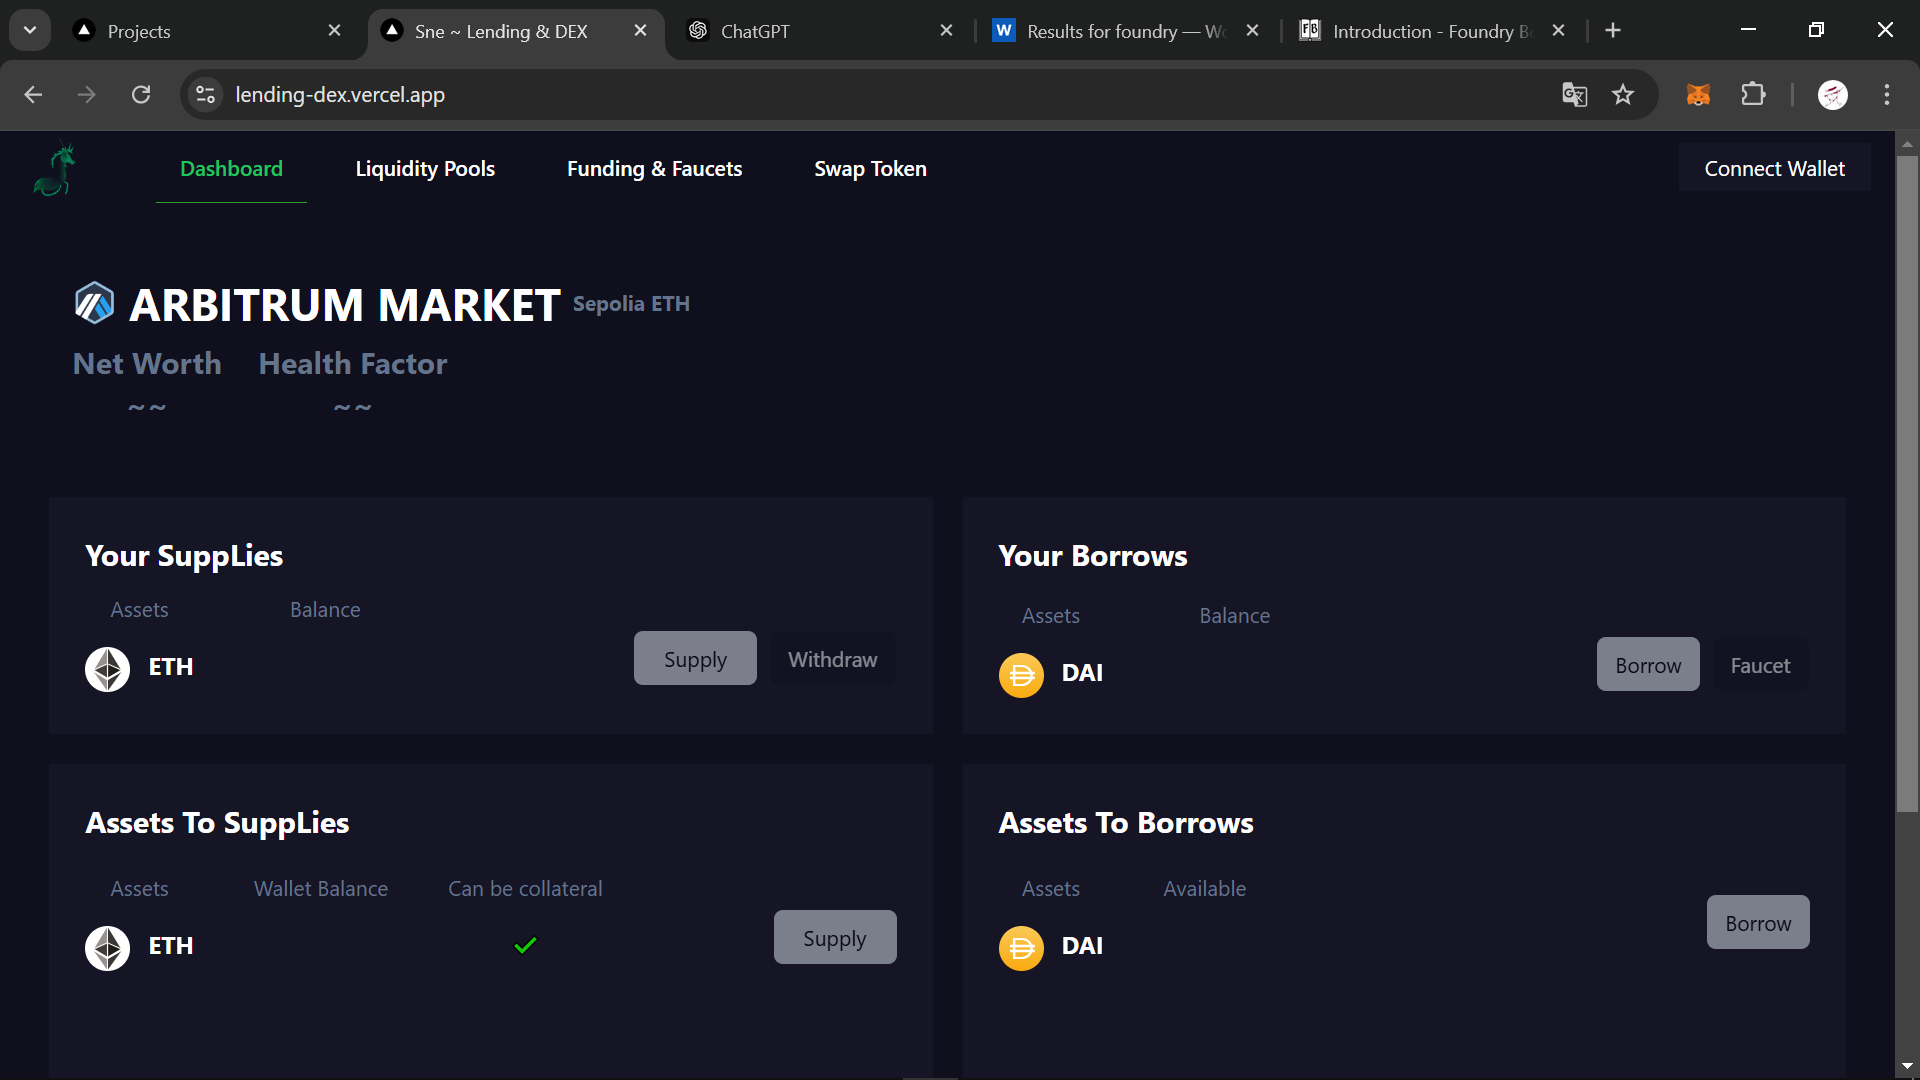 Projects
Sne ~ Lending & DEX
ChatGPT
Results for foundry — Wo
Introduction - Foundry B
lending-dex.vercel.app
Dashboard
Liquidity Pools
Funding & Faucets
Swap Token
Connect Wallet
ARBITRUM MARKET Sepolia ETH
Net Worth Health Factor
~~ ~~
Your SuppLies
Assets Balance
ETH
Supply
Withdraw
Your Borrows
Assets Balance
DAI
Borrow
Faucet
Assets To SuppLies
Assets Wallet Balance Can be collateral
ETH
Supply
Assets To Borrows
Assets Available
DAI
Borrow